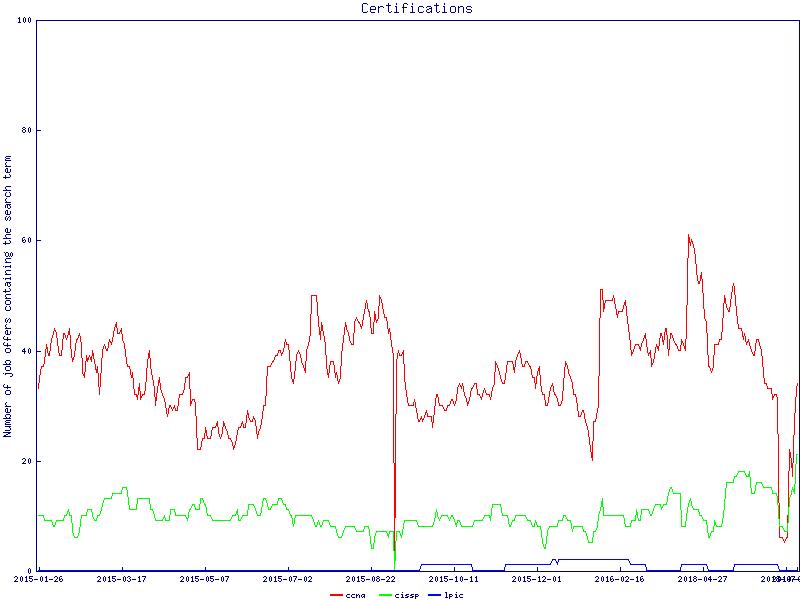 Certifications
Number of job offers containing the search term
100
80
60
40
20
0
2015-01-26 2015-03-17 2015-05-07 2015-07-02 2015-08-22 2015-10-11 2015-12-01 2016-02-16 2018-04-27
ccna cissp lpic